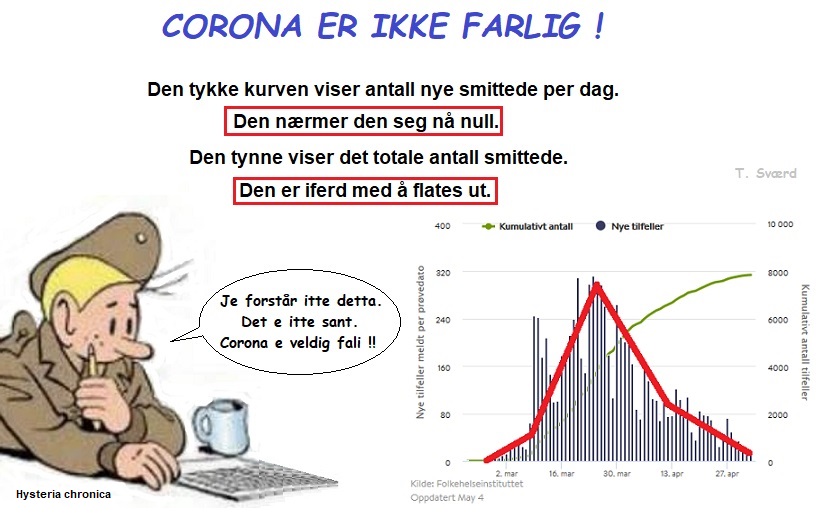 CORONA ER IKKE FARLIG !
Den tykke kurven viser antall nye smittede per dag.
Den nærmer den seg nå null.
Den tynne viser det totale antall smittede.
Den er iferd med å flates ut.
T. Sværd
Je forstår itte detta.
Det e itte sant.
Corona e veldig fali !!
Hysteria chronica
Kumulativt antall
Nye tilfeller
Nye tilfeller meldt per prøvedato
400
320
240
160
80
0
10 000
8000
6000
4000
2000
0
Kumulativt antall tilfeller
2. mar
16. mar
30. mar
13. apr
27. apr
Kilde: Folkehelseinstituttet
Oppdatert May 4